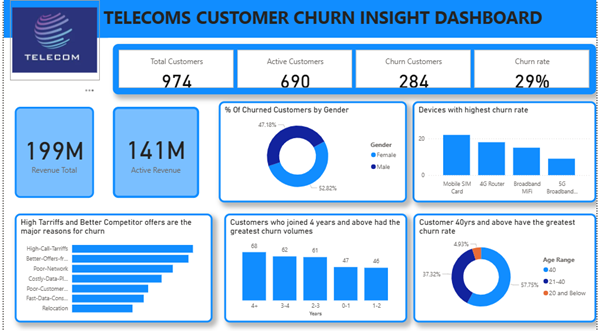 TELECOMS CUSTOMER CHURN INSIGHT DASHBOARD
TELECOM
Total Customers
974
Active Customers
690
Churn Customers
284
Churn rate
29%
199M
Revenue Total
141M
Active Revenue
% Of Churned Customers by Gender
47.18%
52.82%
Gender
Female
Male
Devices with highest churn rate
20
0
Mobile SIM
Card
4G Router
Broadband
MiFi
5G
Broadband...
High Tarriffs and Better Competitor offers are the
major reasons for churn
High-Call-Tarriffs
Better-Offers-fr...
Poor-Network
Costly-Data-Pl...
Poor-Customer...
Fast-Data-Cons...
Relocation
Customers who joined 4 years and above had the
greatest churn volumes
68
62
61
47
46
4+
3-4
2-3
0-1
1-2
Years
Customer 40yrs and above have the greatest
churn rate
4.93%
37.32%
57.75%
Age Range
40
21-40
20 and Below